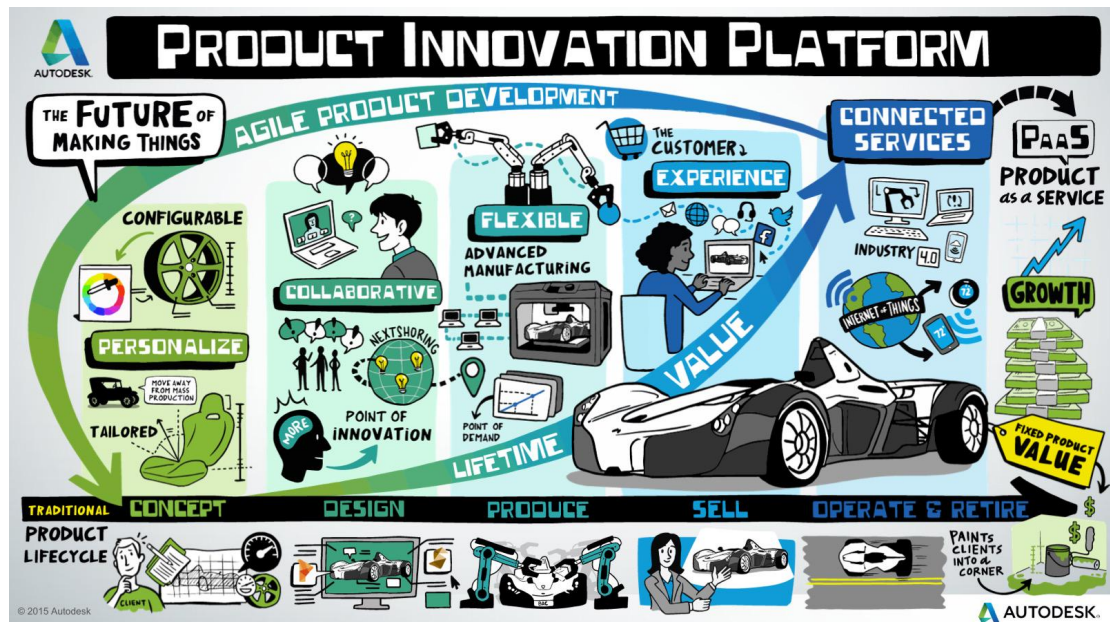 AUTODESK.
PRODUCT INNOVATION PLATFORM
THE FUTURE OF
MAKING THINGS
AGILE PRODUCT DEVELOPMENT
CONFIGURABLE
PERSONALIZE
MOVE AWAY
FROM MASS
PRODUCTION
TAILORED
?
COLLABORATIVE
NEXTSHORING
MORE
POINT OF
INNOVATION
FLEXIBLE
ADVANCED
MANUFACTURING
POINT OF
DEMAND
THE
CUSTOMER'S
EXPERIENCE
f
LIFETIME VALUE
CONNECTED
SERVICES
INDUSTRY 4.0
INTERNET of THINGS
72
72
PaaS
PRODUCT
as a SERVICE
GROWTH
FIXED PRODUCT
VALUE
TRADITIONAL
PRODUCT
LIFECYCLE
CONCEPT
DESIGN
PRODUCE
SELL
OPERATE & RETIRE
CLIENT
BAC
PAINTS
CLIENTS
INTO A
CORNER
$
$
© 2015 Autodesk
AUTODESK.